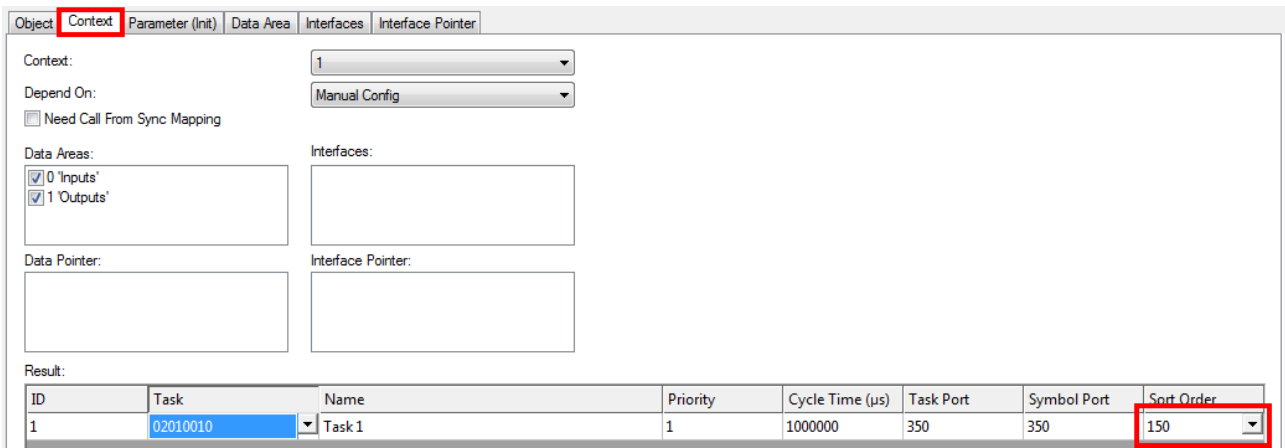 Object Context Parameter (Init) Data Area Interfaces Interface Pointer
Context: 1
Depend On: Manual Config
Need Call From Sync Mapping
Data Areas: Interfaces:
0 'Inputs'
1 'Outputs'
Data Pointer: Interface Pointer:
Result:
ID Task Name Priority Cycle Time (µs) Task Port Symbol Port Sort Order
1 02010010 Task 1 1 1000000 350 350 150